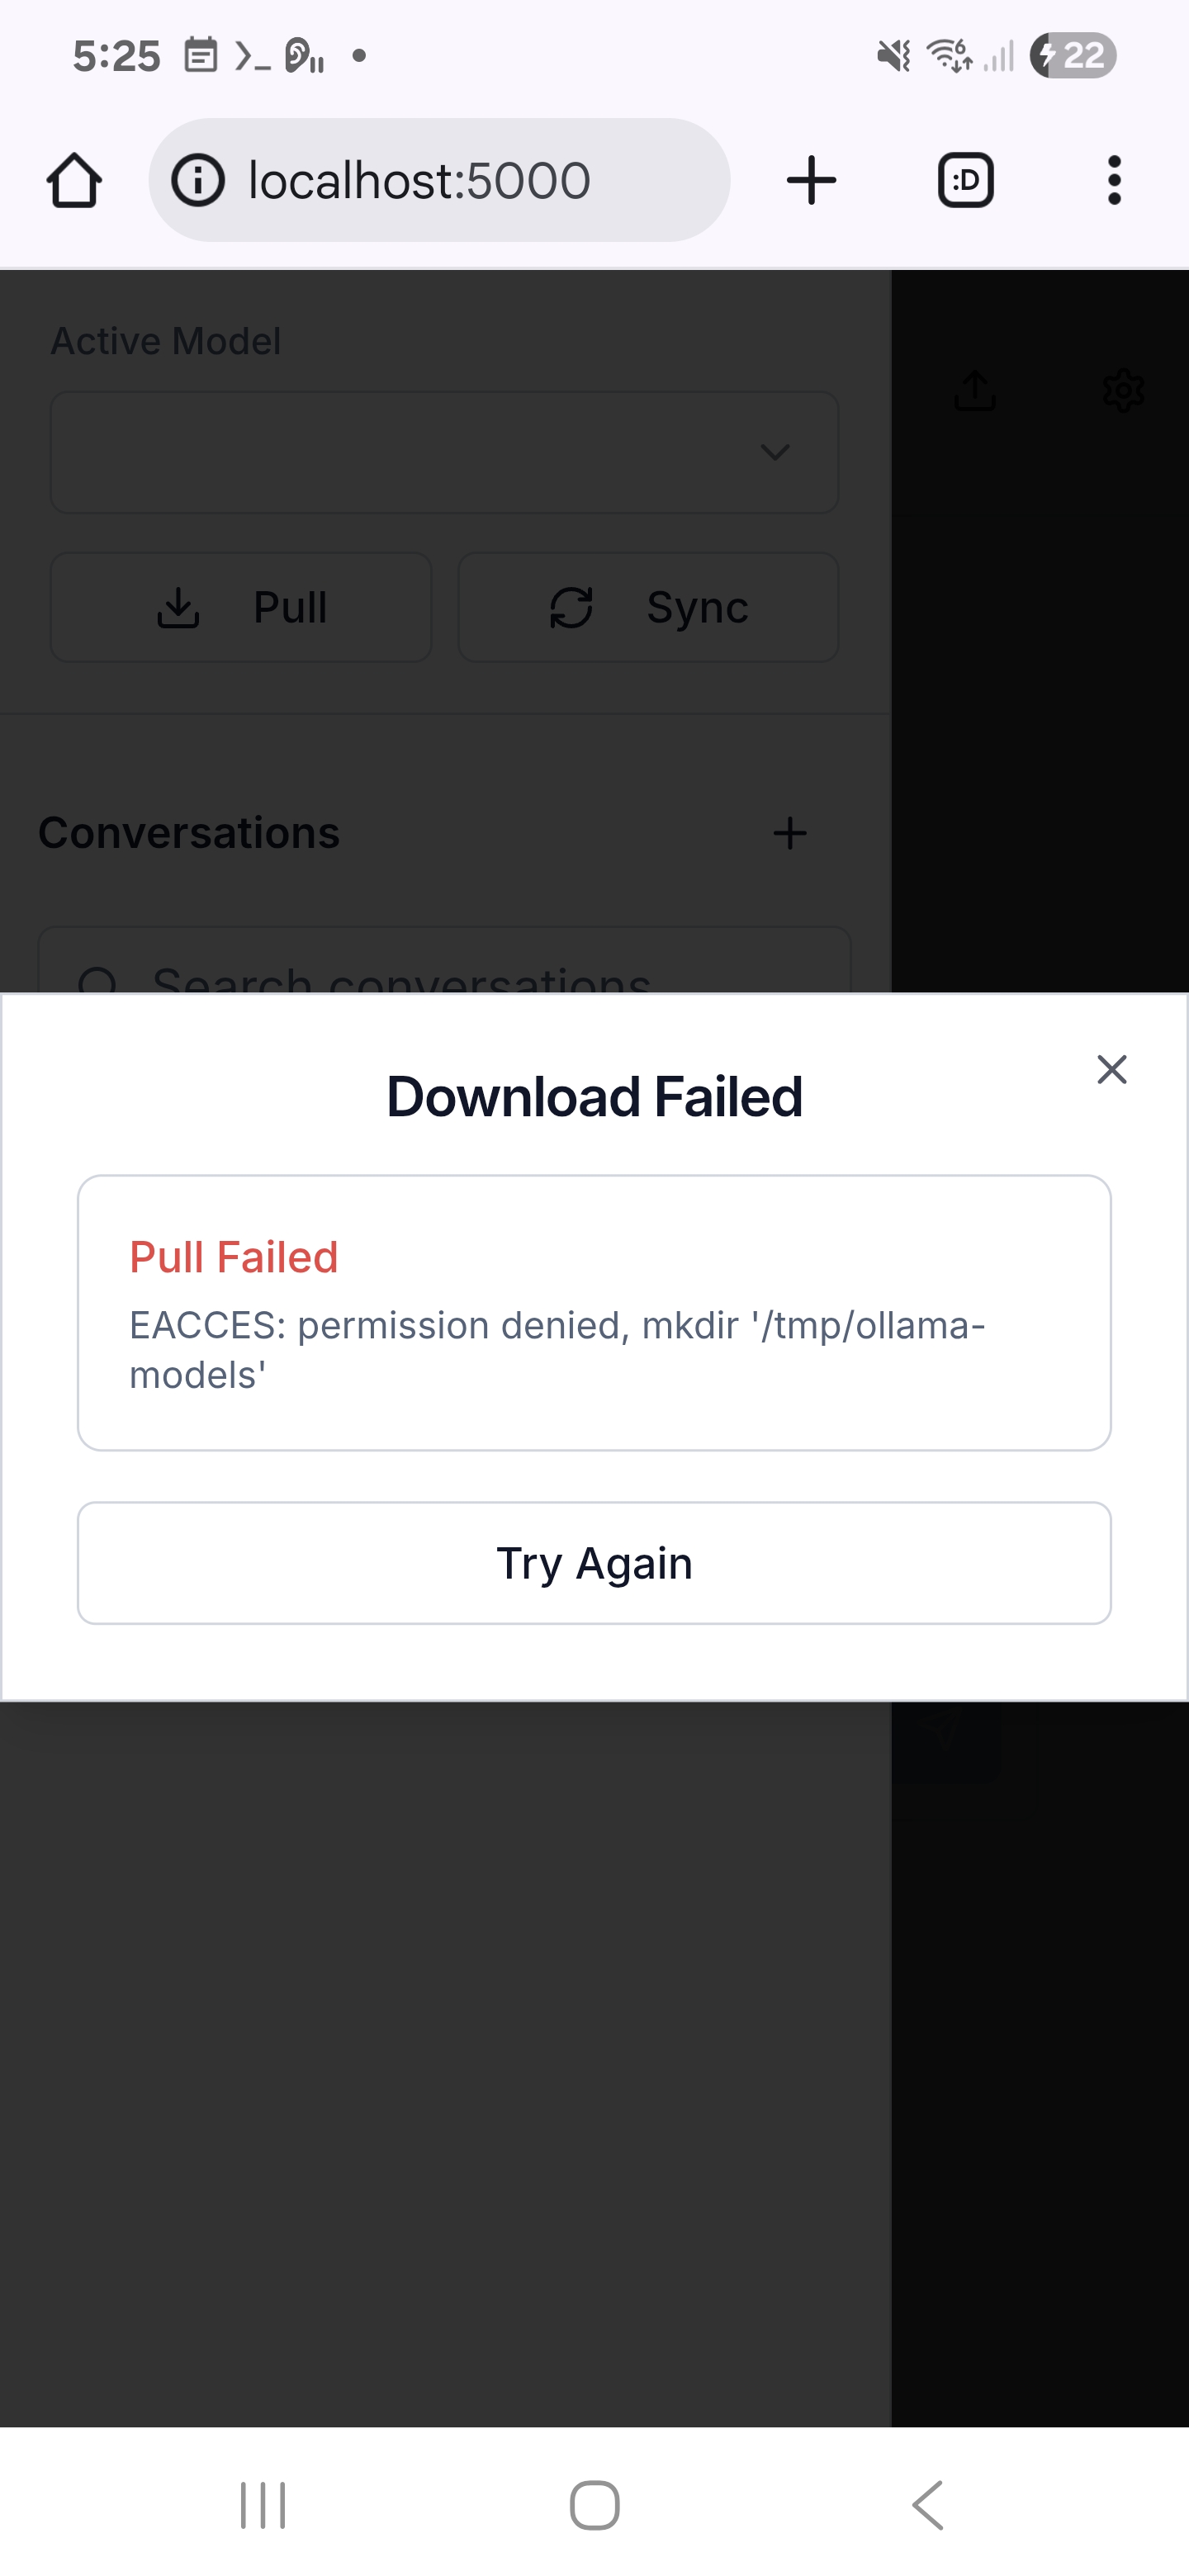 5:25
22
localhost:5000
:D
Active Model
Pull
Sync
Conversations
Search conversations
Download Failed
Pull Failed
EACCES: permission denied, mkdir '/tmp/ollama-
models'
Try Again